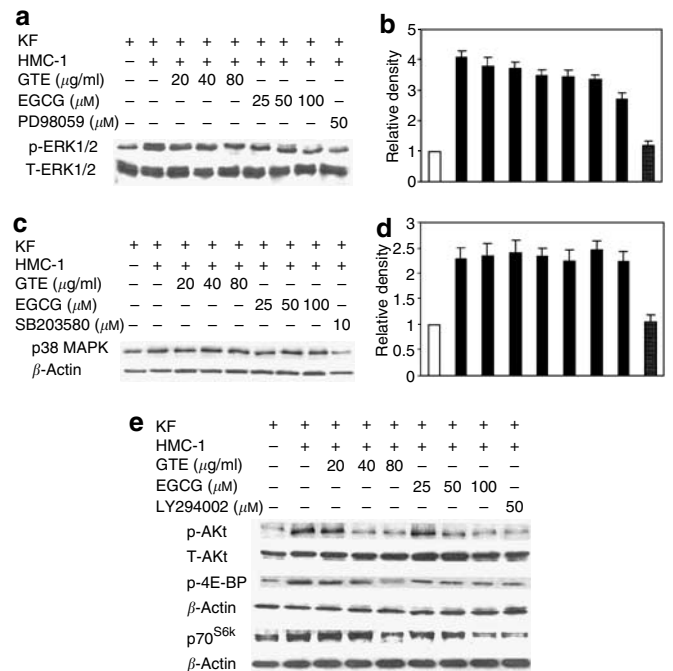 a
KF + + + + + + + + +
HMC-1 – + + + + + + + +
GTE (μg/ml) – – 20 40 80 – – – –
EGCG (μM) – – – – – 25 50 100 –
PD98059 (μM) – – – – – – – – 50
p-ERK1/2
T-ERK1/2
b
Relative density
5
4
3
2
1
0
c
KF + + + + + + + + +
HMC-1 – + + + + + + + +
GTE (μg/ml) – – 20 40 80 – – – –
EGCG (μM) – – – – – 25 50 100 –
SB203580 (μM) – – – – – – – – 10
p38 MAPK
β-Actin
d
Relative density
3
2.5
2
1.5
1
0.5
0
e
KF + + + + + + + + +
HMC-1 – + + + + + + + +
GTE (μg/ml) – – 20 40 80 – – – –
EGCG (μM) – – – – – 25 50 100 –
LY294002 (μM) – – – – – – – – 50
p-AKt
T-AKt
p-4E-BP
β-Actin
p70S6k
β-Actin